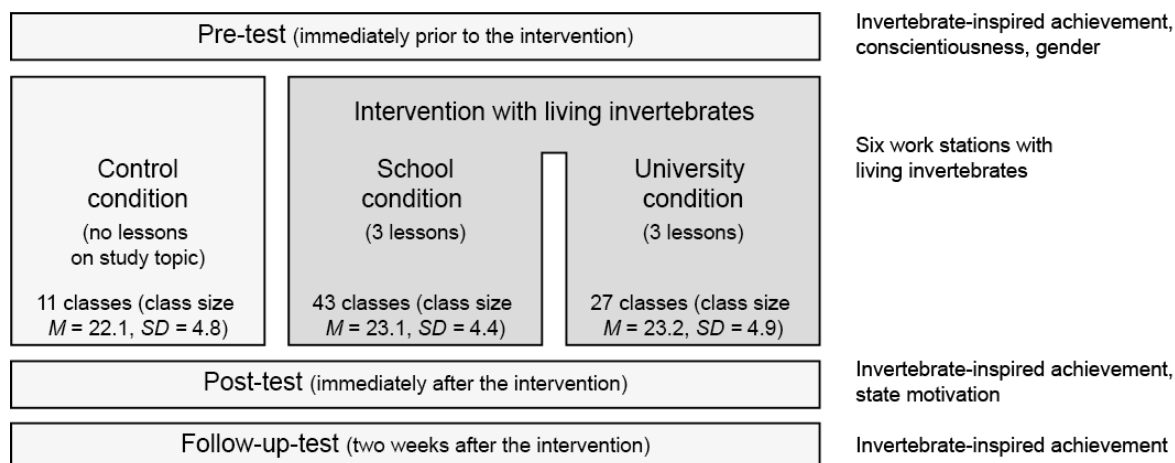 Pre-test (immediately prior to the intervention)
Invertebrate-inspired achievement,
conscientiousness, gender
Intervention with living invertebrates
Six work stations with
living invertebrates
Control
condition
(no lessons
on study topic)
11 classes (class size
M = 22.1, SD = 4.8)
School
condition
(3 lessons)
43 classes (class size
M = 23.1, SD = 4.4)
University
condition
(3 lessons)
27 classes (class size
M = 23.2, SD = 4.9)
Post-test (immediately after the intervention)
Invertebrate-inspired achievement,
state motivation
Follow-up-test (two weeks after the intervention)
Invertebrate-inspired achievement